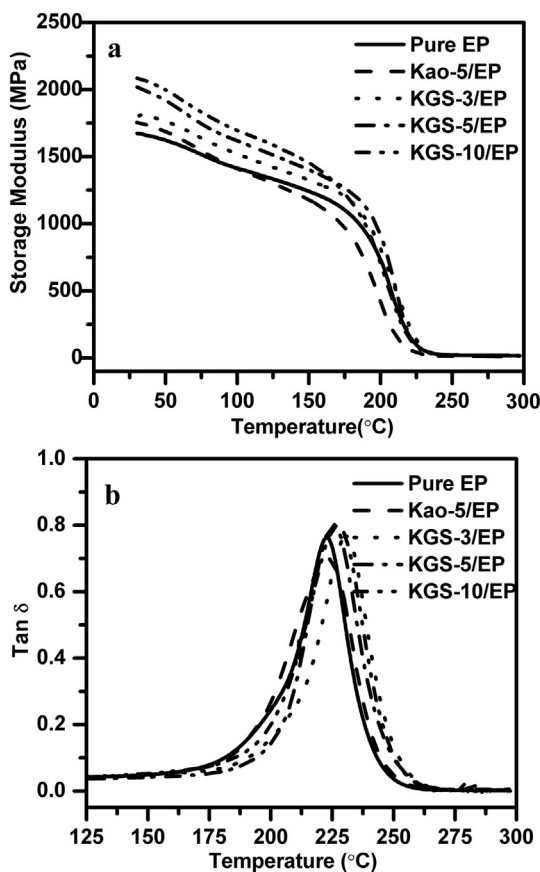 a
Pure EP
Kao-5/EP
KGS-3/EP
KGS-5/EP
KGS-10/EP
Storage Modulus (MPa)
2500
2000
1500
1000
500
0
0 50 100 150 200 250 300
Temperature(°C)
b
Pure EP
Kao-5/EP
KGS-3/EP
KGS-5/EP
KGS-10/EP
Tan δ
1.0
0.8
0.6
0.4
0.2
0.0
125 150 175 200 225 250 275 300
Temperature (°C)